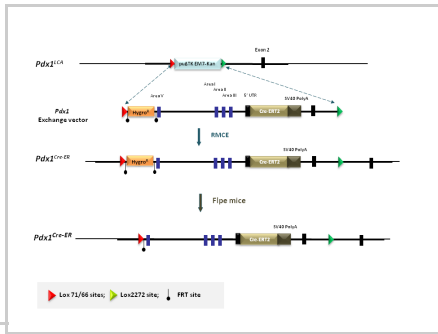 Exon 2
Pdx1LCA
puΔTK EM7-Kan
Area I
Area II
Area V
Area III
5' UTR
SV40 PolyA
Pdx1
Exchange vector
HygroR
Cre-ERT2
RMCE
SV40 PolyA
Pdx1Cre-ER
HygroR
Cre-ERT2
Flpe mice
SV40 PolyA
Pdx1Cre-ER
Cre-ERT2
Lox 71/66 sites; Lox2272 site; FRT site